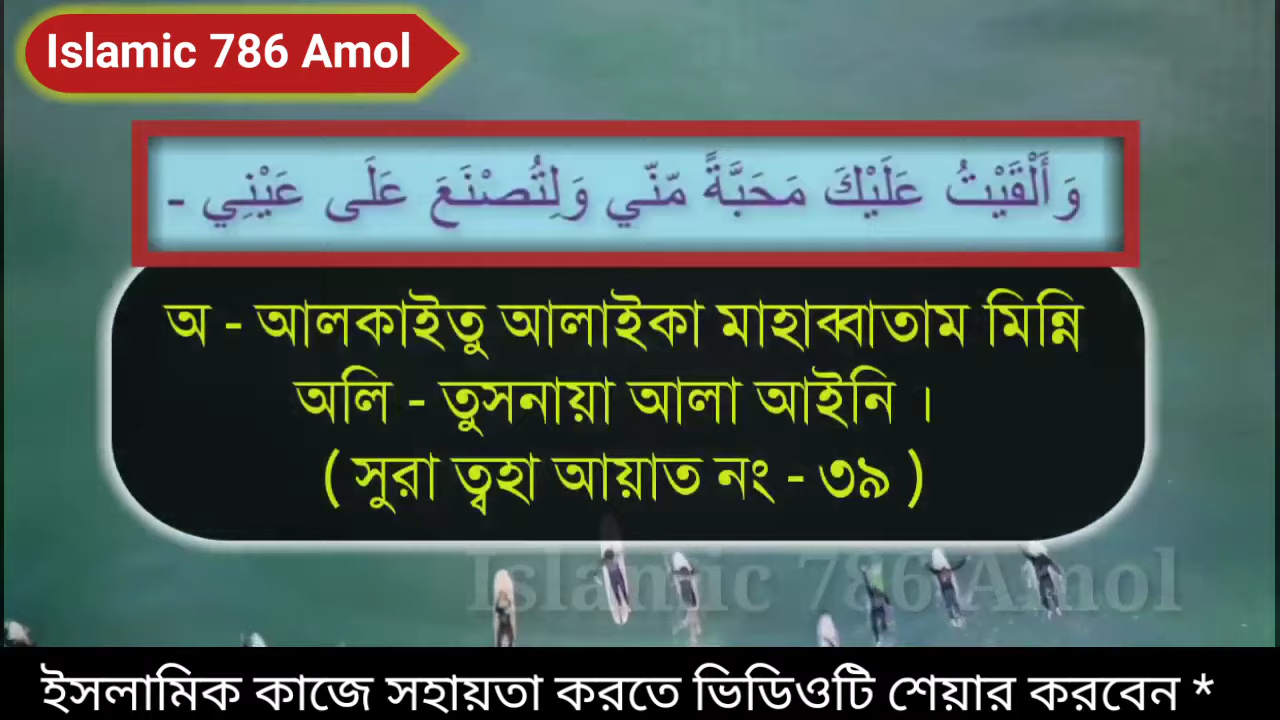 Islamic 786 Amol
وَأَلْقَيْتُ عَلَيْكَ مَحَبَّةً مِّنّي وَلِتُصْنَعَ عَلَى عَيْنِي ـ
অ - আলকাইতু আলাইকা মাহাব্বাতাম মিন্নি
অলি - তুসনায়া আলা আইনি ।
( সুরা ত্বহা আয়াত নং - ৩৯ )
Islamic 786 Amol
ইসলামিক কাজে সহায়তা করতে ভিডিওটি শেয়ার করবেন *